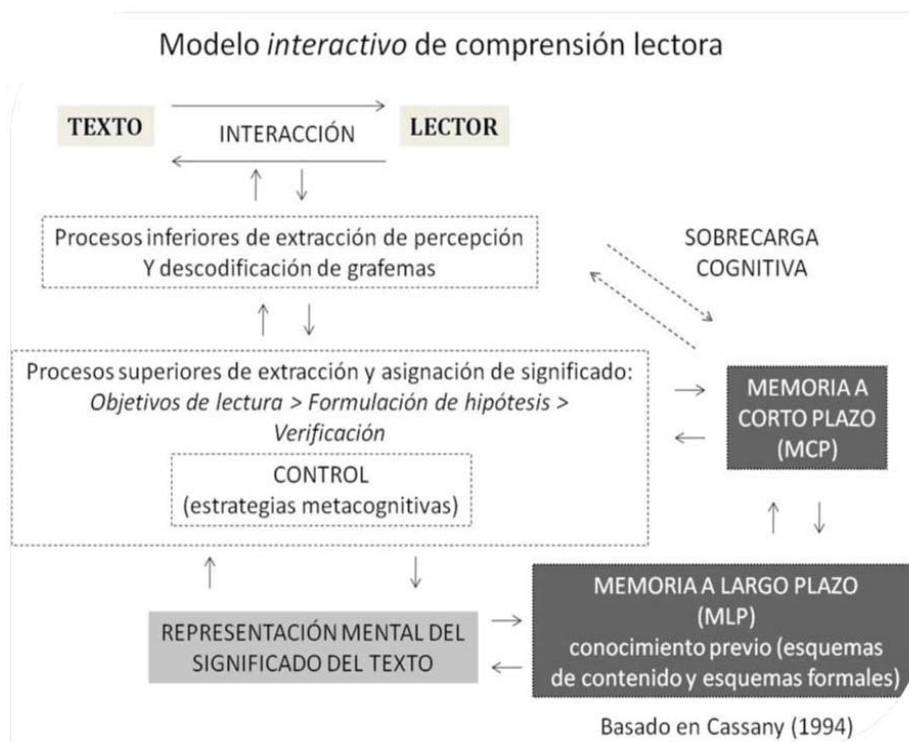 Modelo interactivo de comprensión lectora
TEXTO
INTERACCIÓN
LECTOR
Procesos inferiores de extracción de percepción
Y descodificación de grafemas
SOBRECARGA
COGNITIVA
Procesos superiores de extracción y asignación de significado:
Objetivos de lectura > Formulación de hipótesis >
Verificación
CONTROL
(estrategias metacognitivas)
MEMORIA A
CORTO PLAZO
(MCP)
REPRESENTACIÓN MENTAL DEL
SIGNIFICADO DEL TEXTO
MEMORIA A LARGO PLAZO
(MLP)
conocimiento previo (esquemas
de contenido y esquemas formales)
Basado en Cassany (1994)